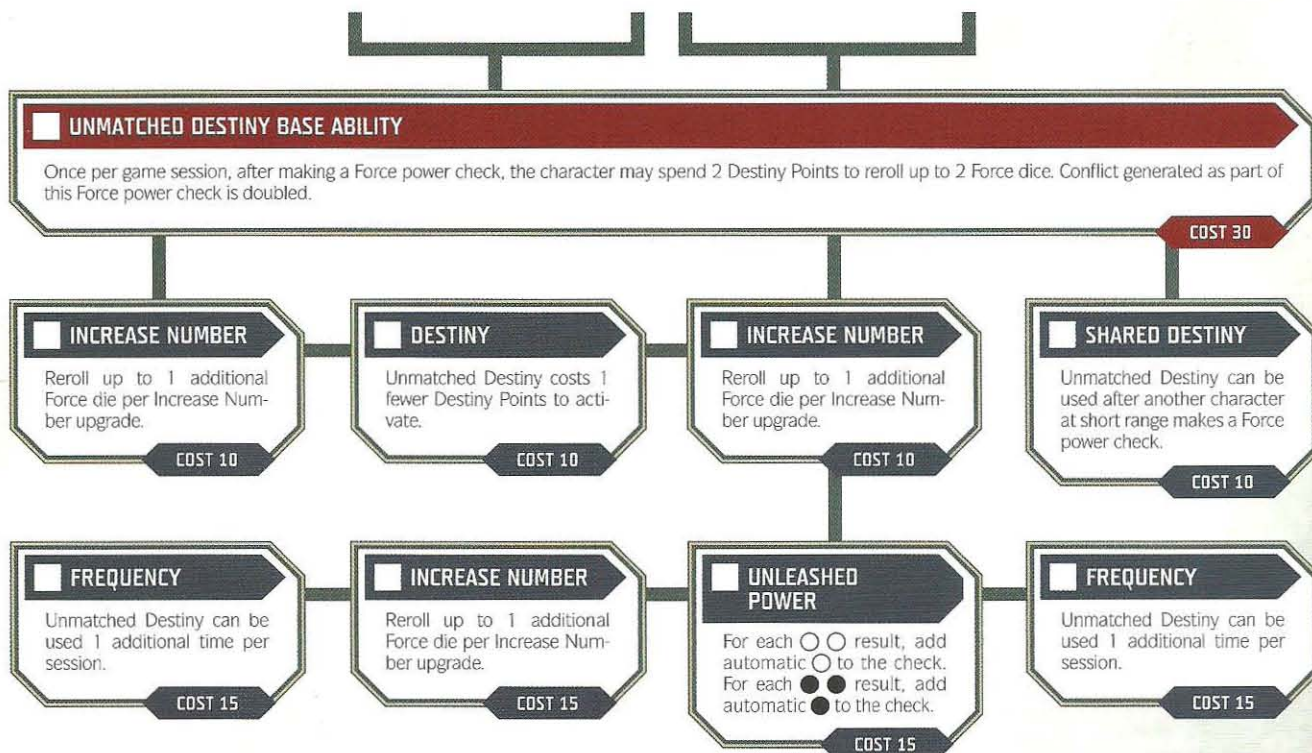 UNMATCHED DESTINY BASE ABILITY
Once per game session, after making a Force power check, the character may spend 2 Destiny Points to reroll up to 2 Force dice. Conflict generated as part of
this Force power check is doubled.
COST 30
INCREASE NUMBER
Reroll up to 1 additional
Force die per Increase Num-
ber upgrade.
COST 10
DESTINY
Unmatched Destiny costs 1
fewer Destiny Points to acti-
vate.
COST 10
INCREASE NUMBER
Reroll up to 1 additional
Force die per Increase Num-
ber upgrade.
COST 10
SHARED DESTINY
Unmatched Destiny can be
used after another character
at short range makes a Force
power check.
COST 10
FREQUENCY
Unmatched Destiny can be
used 1 additional time per
session.
COST 15
INCREASE NUMBER
Reroll up to 1 additional
Force die per Increase Num-
ber upgrade.
COST 15
UNLEASHED
POWER
For each ○○ result, add
automatic ○ to the check.
For each ●● result, add
automatic ● to the check.
COST 15
FREQUENCY
Unmatched Destiny can be
used 1 additional time per
session.
COST 15